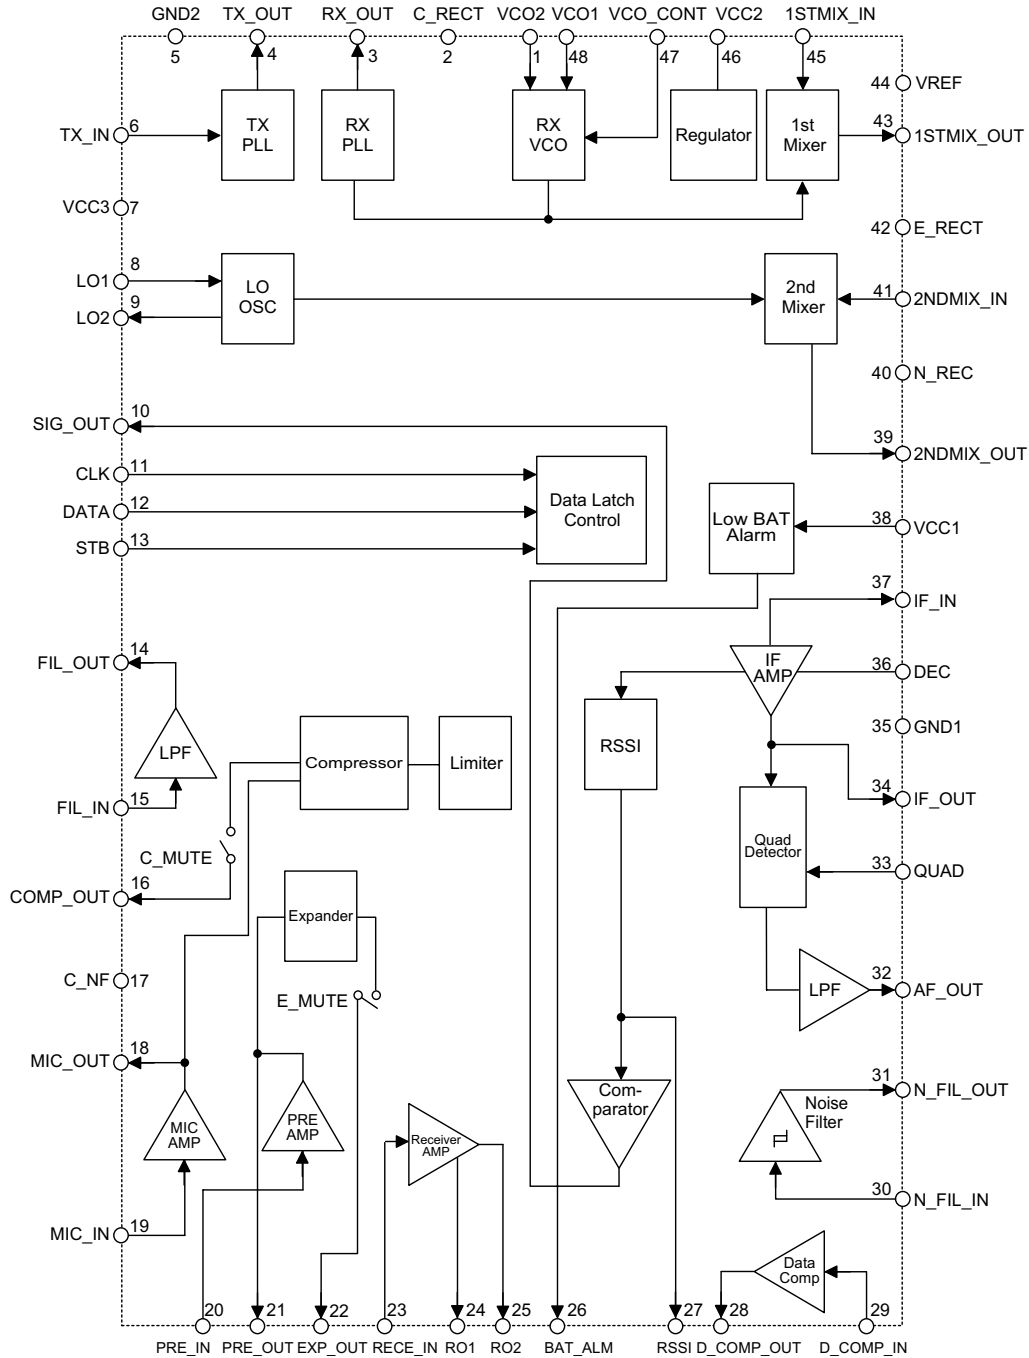 GND2 TX_OUT RX_OUT C_RECT VCO2 VCO1 VCO_CONT VCC2 1STMIX_IN
5 4 3 2 1 48 47 46 45
44 VREF
TX_IN 6
TX
PLL
RX
PLL
RX
VCO
Regulator
1st
Mixer
43 1STMIX_OUT
VCC3 7
42 E_RECT
LO1 8
LO
OSC
2nd
Mixer
41 2NDMIX_IN
LO2 9
40 N_REC
SIG_OUT 10
39 2NDMIX_OUT
CLK 11
DATA 12
STB 13
Data Latch
Control
Low BAT
Alarm
38 VCC1
37 IF_IN
FIL_OUT 14
IF
AMP
36 DEC
35 GND1
LPF
Compressor
Limiter
RSSI
FIL_IN 15
34 IF_OUT
C_MUTE
Quad
Detector
33 QUAD
COMP_OUT 16
Expander
C_NF 17
E_MUTE
LPF
32 AF_OUT
MIC_OUT 18
Com-
parator
31 N_FIL_OUT
Noise
Filter
MIC
AMP
PRE
AMP
Receiver
AMP
30 N_FIL_IN
MIC_IN 19
Data
Comp
20 21 22 23 24 25 26 27 28 29
PRE_IN PRE_OUT EXP_OUT RECE_IN RO1 RO2 BAT_ALM RSSI D_COMP_OUT D_COMP_IN